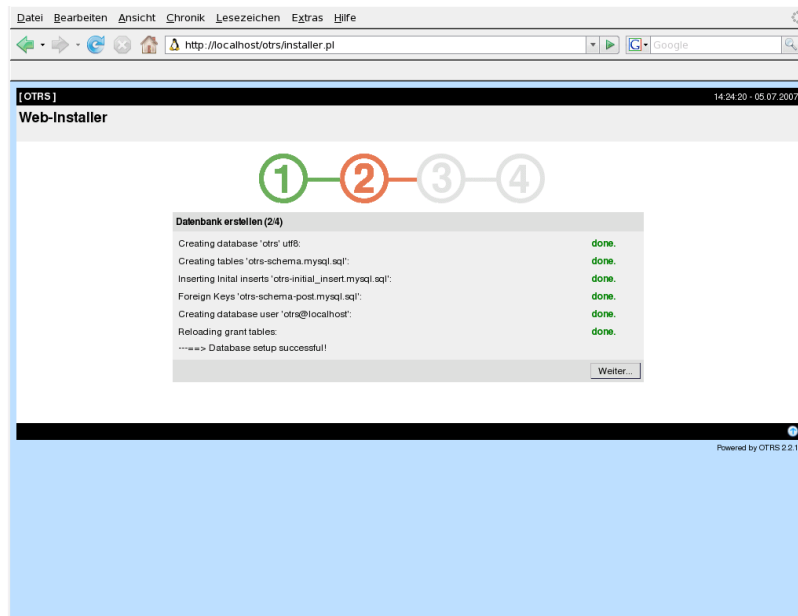 Datei Bearbeiten Ansicht Chronik Lesezeichen Extras Hilfe
http://localhost/otrs/installer.pl
G Google
[ OTRS ] 14:24:20 - 05.07.2007
Web-Installer
1 2 3 4
Datenbank erstellen (2/4)
Creating database 'otrs' utf8: done.
Creating tables 'otrs-schema.mysql.sql': done.
Inserting Inital inserts 'otrs-initial_insert.mysql.sql': done.
Foreign Keys 'otrs-schema-post.mysql.sql': done.
Creating database user 'otrs@localhost': done.
Reloading grant tables: done.
---==> Database setup successful!
Weiter...
Powered by OTRS 2.2.1